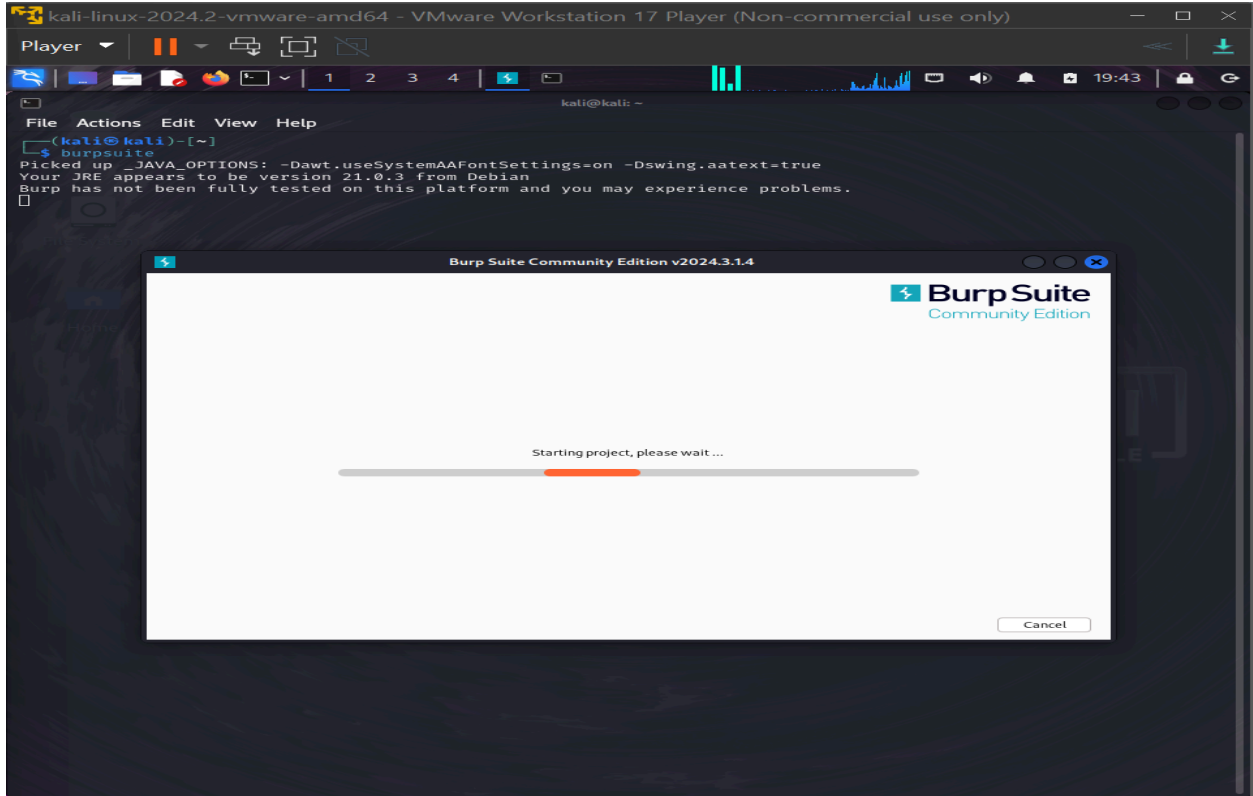 kali-linux-2024.2-vmware-amd64 - VMware Workstation 17 Player (Non-commercial use only)
Player
1 2 3 4 19:43
kali@kali: ~
File Actions Edit View Help
(kali㉿kali)-[~]
$ burpsuite
Picked up _JAVA_OPTIONS: -Dawt.useSystemAAFontSettings=on -Dswing.aatext=true
Your JRE appears to be version 21.0.3 from Debian
Burp has not been fully tested on this platform and you may experience problems.
Home
Burp Suite Community Edition v2024.3.1.4
Burp Suite
Community Edition
Starting project, please wait ...
Cancel